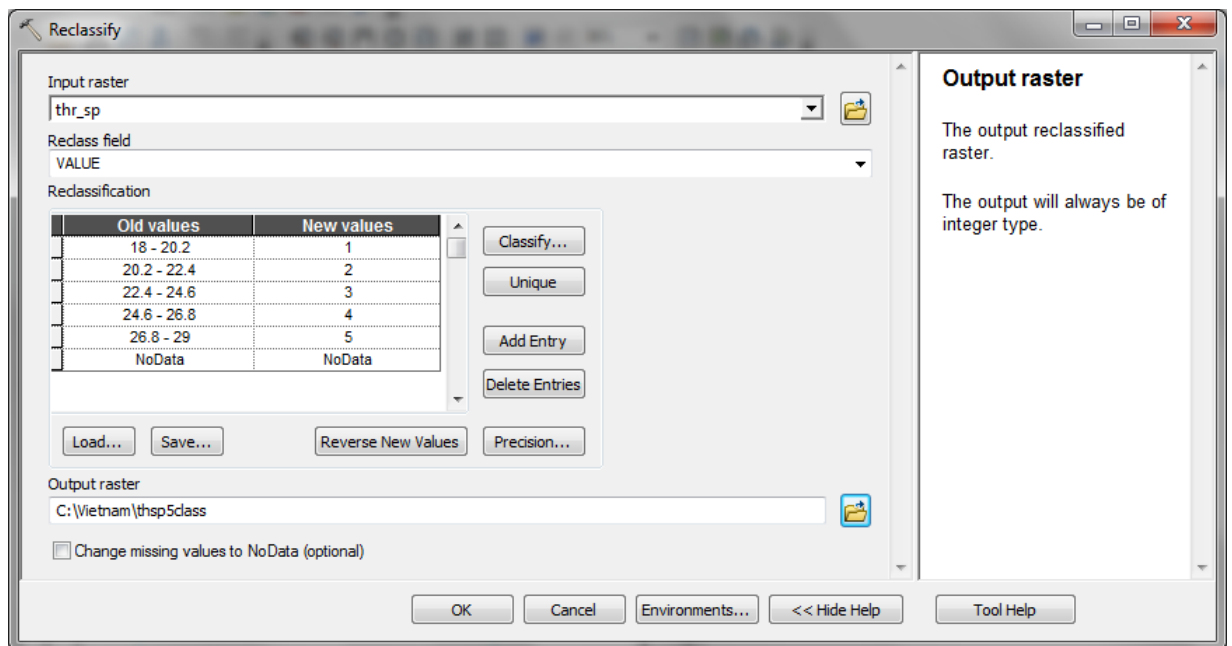 Reclassify
Input raster
thr_sp
Reclass field
VALUE
Reclassification
Old values New values
18 - 20.2 1
20.2 - 22.4 2
22.4 - 24.6 3
24.6 - 26.8 4
26.8 - 29 5
NoData NoData
Classify...
Unique
Add Entry
Delete Entries
Load... Save... Reverse New Values Precision...
Output raster
C:\Vietnam\thsp5class
Change missing values to NoData (optional)
OK Cancel Environments... << Hide Help Tool Help
Output raster
The output reclassified
raster.
The output will always be of
integer type.